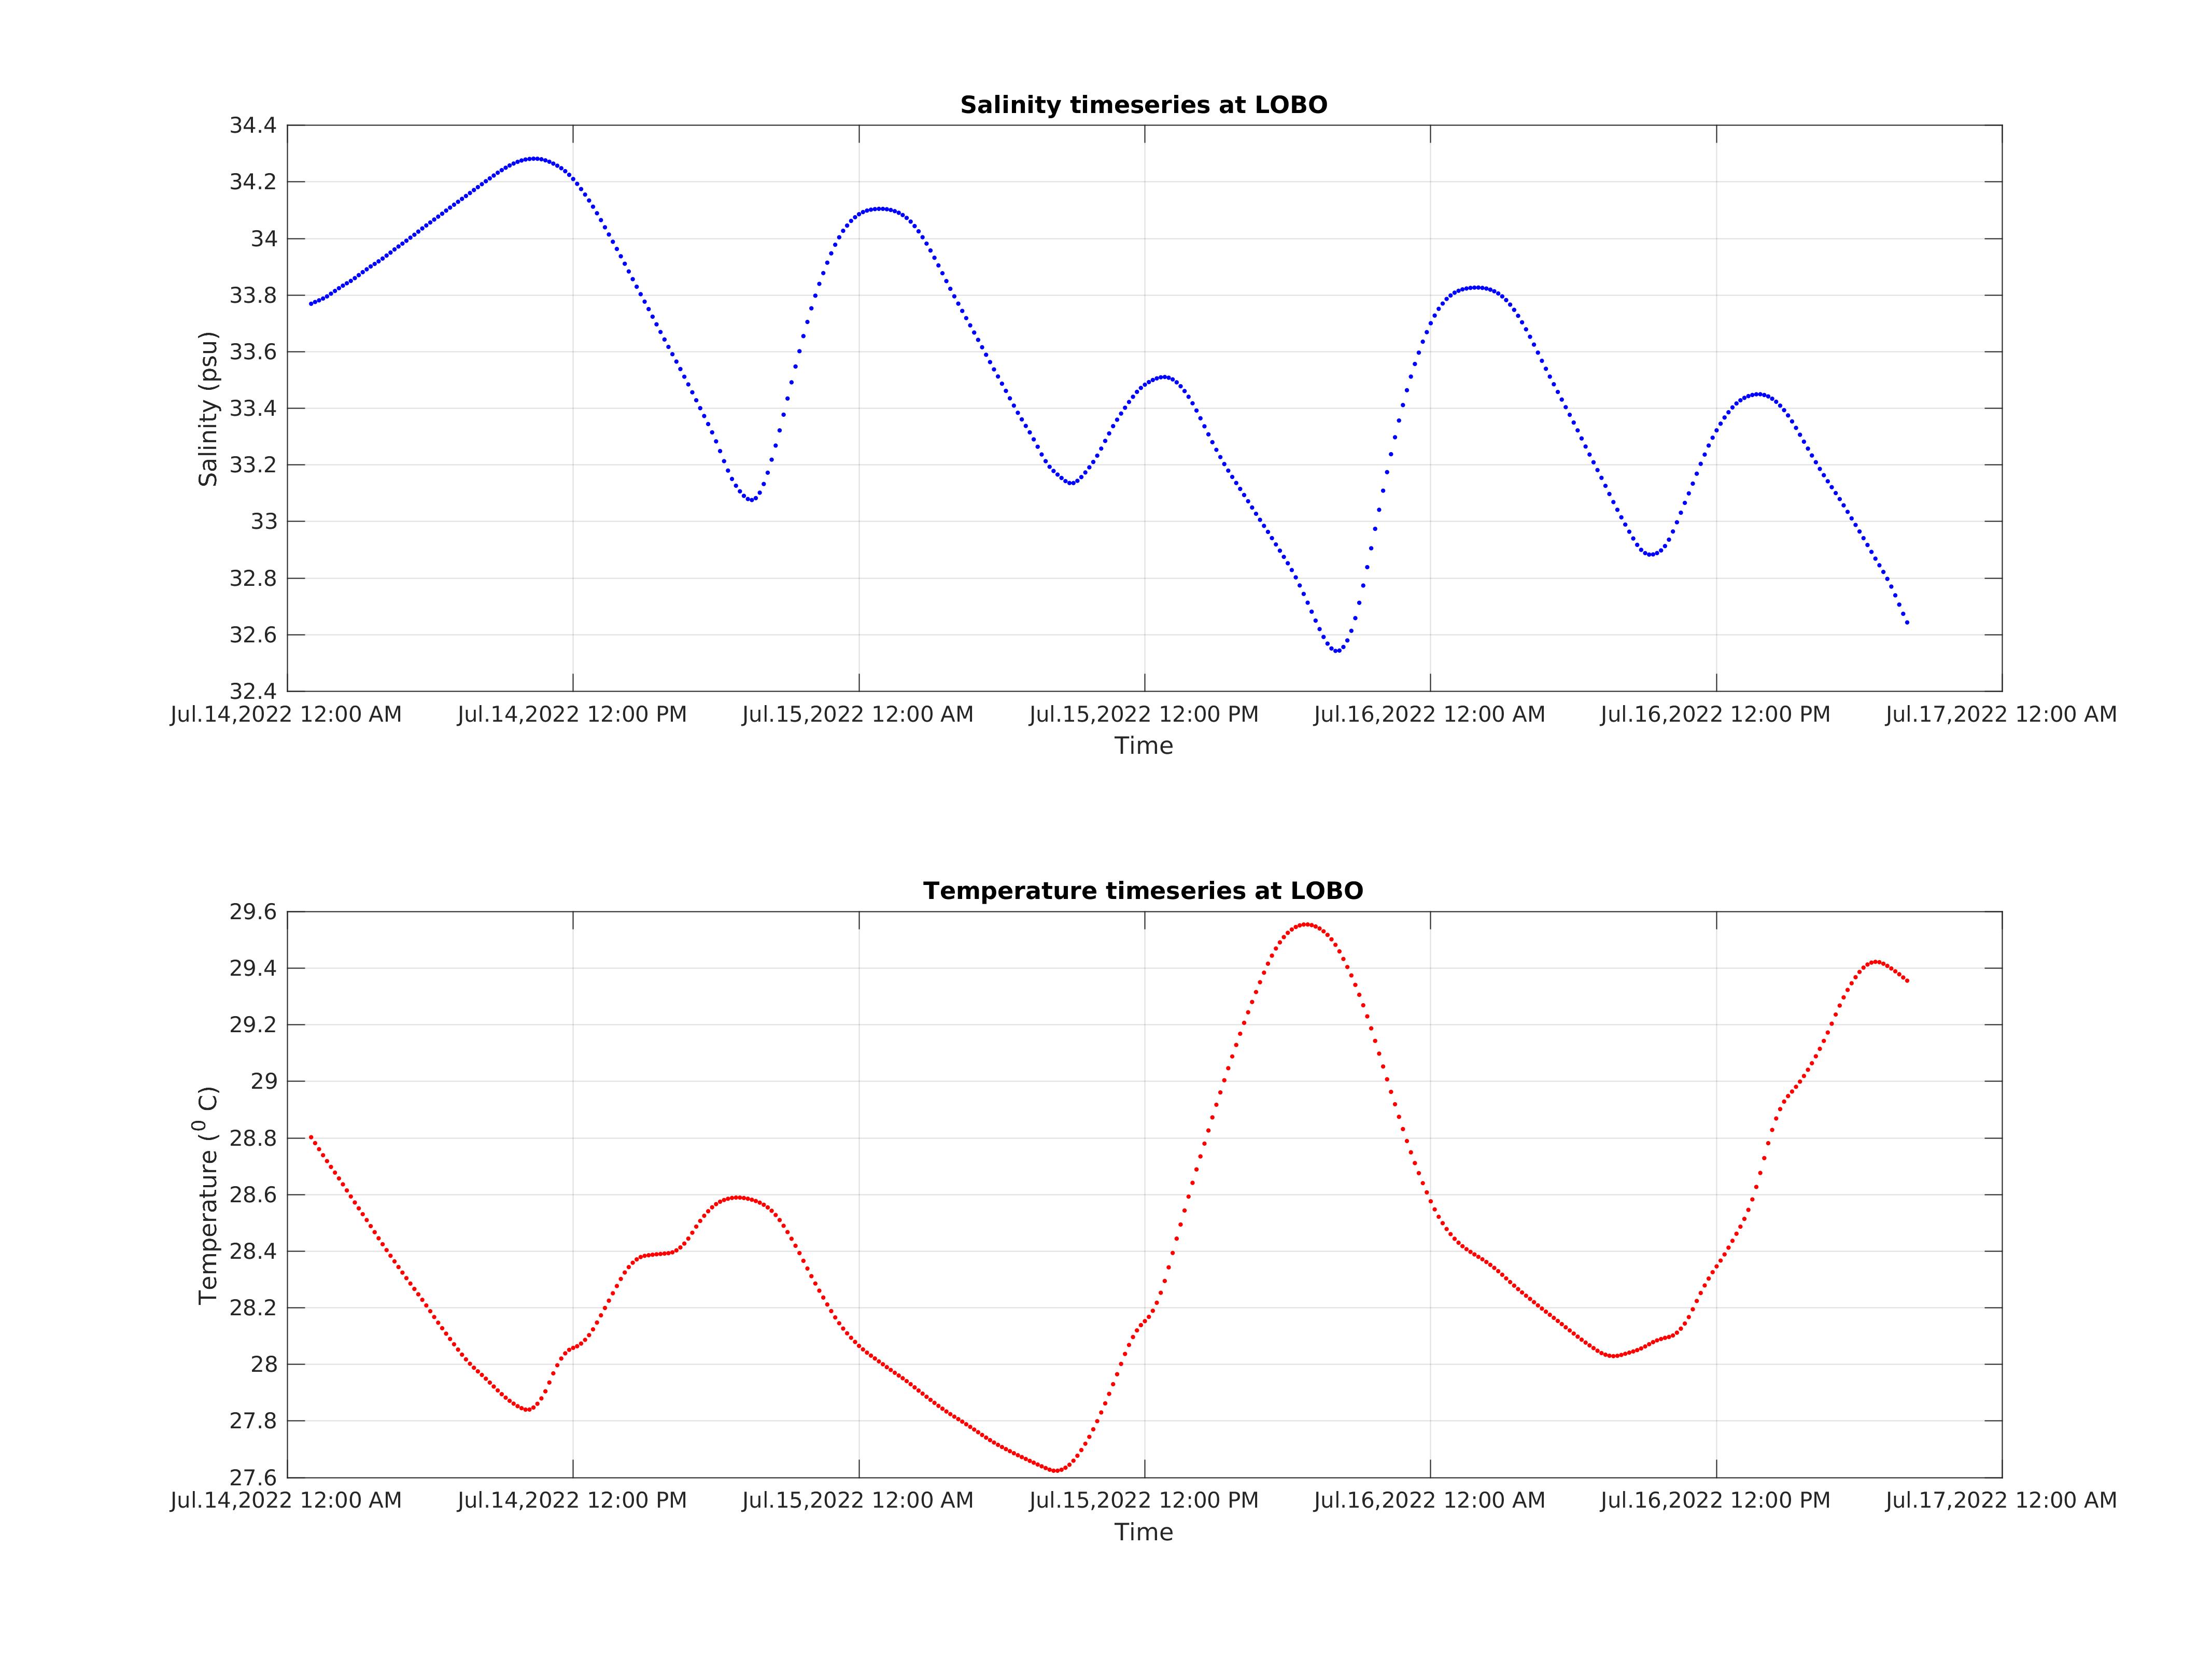 Salinity timeseries at LOBO
34.4
34.2
34
33.8
33.6
33.4
33.2
33
32.8
32.6
32.4
Salinity (psu)
Jul.14,2022 12:00 AM Jul.14,2022 12:00 PM Jul.15,2022 12:00 AM Jul.15,2022 12:00 PM Jul.16,2022 12:00 AM Jul.16,2022 12:00 PM Jul.17,2022 12:00 AM
Time
Temperature timeseries at LOBO
29.6
29.4
29.2
29
28.8
28.6
28.4
28.2
28
27.8
27.6
Temperature (⁰ C)
Jul.14,2022 12:00 AM Jul.14,2022 12:00 PM Jul.15,2022 12:00 AM Jul.15,2022 12:00 PM Jul.16,2022 12:00 AM Jul.16,2022 12:00 PM Jul.17,2022 12:00 AM
Time